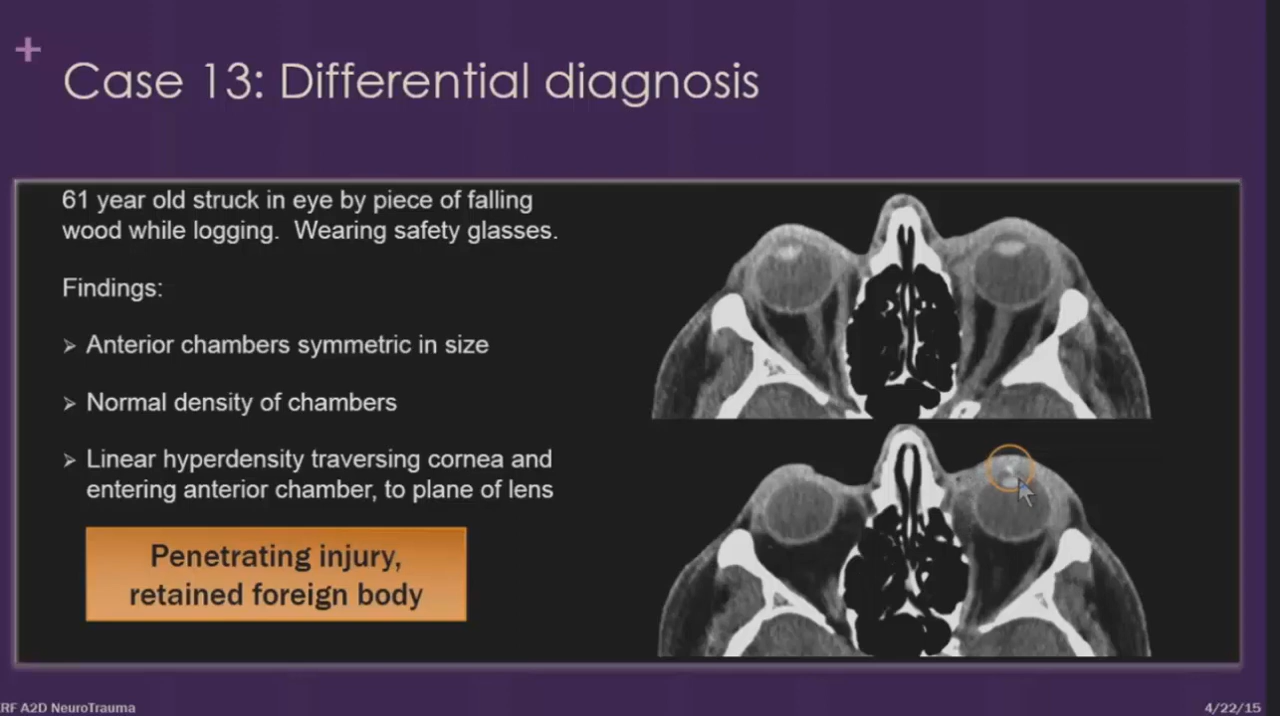 +
Case 13: Differential diagnosis
61 year old struck in eye by piece of falling
wood while logging. Wearing safety glasses.
Findings:
➢ Anterior chambers symmetric in size
➢ Normal density of chambers
➢ Linear hyperdensity traversing cornea and
entering anterior chamber, to plane of lens
Penetrating injury,
retained foreign body
RF A2D NeuroTrauma
4/22/15